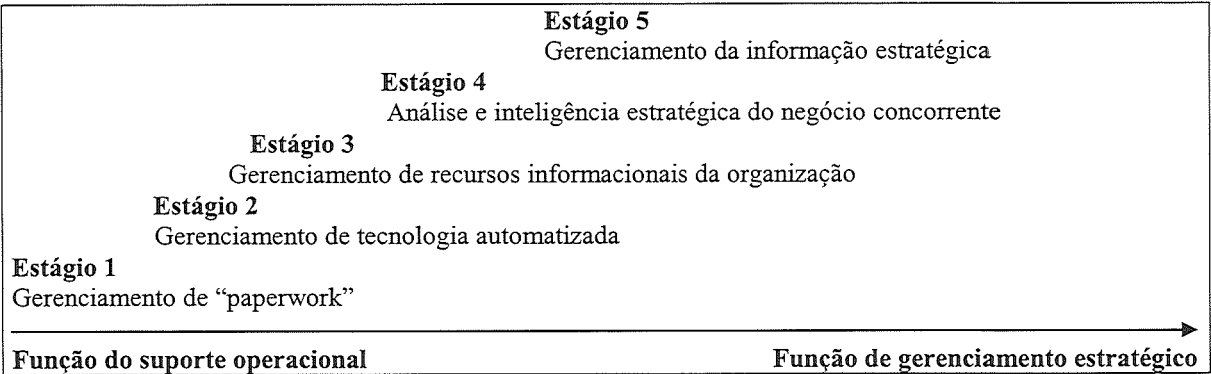 Estágio 5
Gerenciamento da informação estratégica
Estágio 4
Análise e inteligência estratégica do negócio concorrente
Estágio 3
Gerenciamento de recursos informacionais da organização
Estágio 2
Gerenciamento de tecnologia automatizada
Estágio 1
Gerenciamento de “paperwork”
Função do suporte operacional Função de gerenciamento estratégico